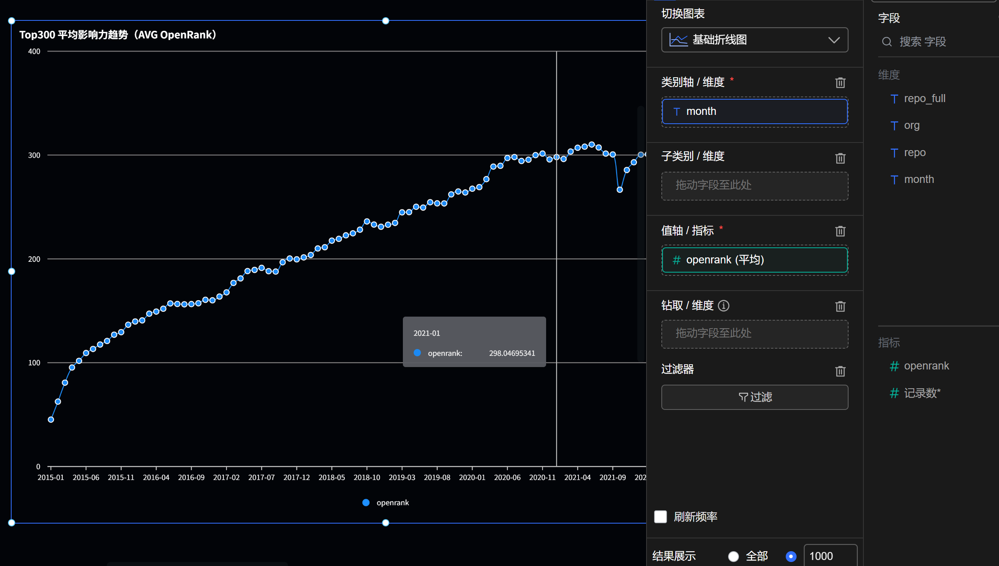 Top300 平均影响力趋势（AVG OpenRank）
400
300
200
100
0
2015-01 2015-06 2015-11 2016-04 2016-09 2017-02 2017-07 2017-12 2018-05 2018-10 2019-03 2019-08 2020-01 2020-06 2020-11 2021-04 2021-09 202
2021-01
openrank: 298.04695341
openrank
切换图表
基础折线图
类别轴 / 维度 *
T month
子类别 / 维度
拖动字段至此处
值轴 / 指标 *
# openrank (平均)
钻取 / 维度
拖动字段至此处
过滤器
过滤
刷新频率
结果展示 全部 1000
字段
搜索 字段
维度
T repo_full
T org
T repo
T month
指标
# openrank
# 记录数*